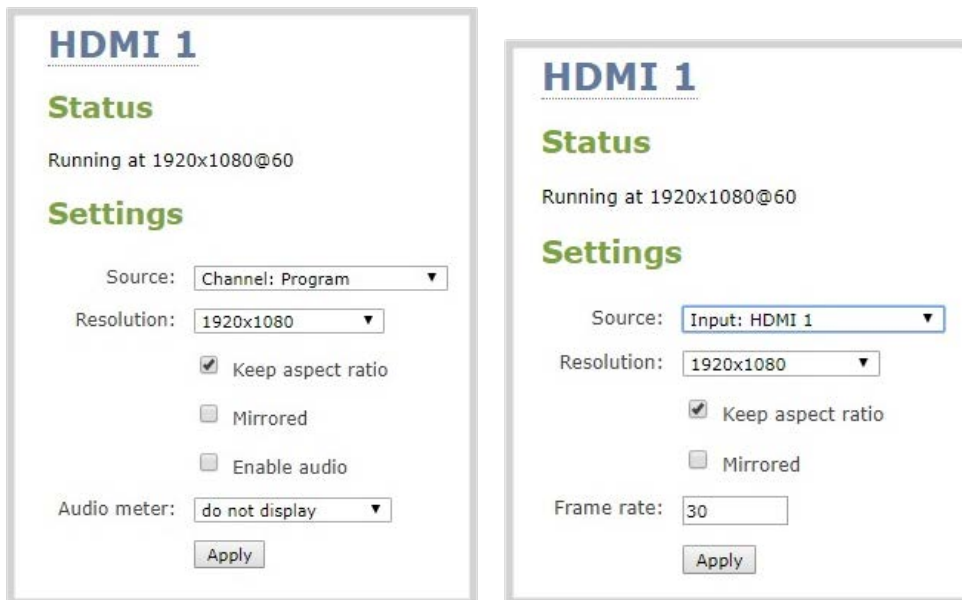 HDMI 1
Status
Running at 1920x1080@60
Settings
Source: Channel: Program
Resolution: 1920x1080
Keep aspect ratio
Mirrored
Enable audio
Audio meter: do not display
Apply
HDMI 1
Status
Running at 1920x1080@60
Settings
Source: Input: HDMI 1
Resolution: 1920x1080
Keep aspect ratio
Mirrored
Frame rate: 30
Apply